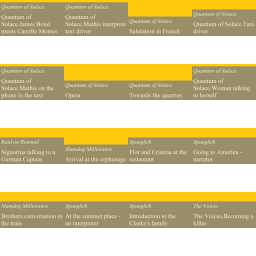 Quantum of Solace
Quantum of
Solace.James Bond
meets Camille Montes
Quantum of Solace
Quantum of
Solace.Mathis interprets
taxi driver
Quantum of Solace
Salutation in French
Quantum of Solace
Quantum of Solace.Taxi
driver
Quantum of Solace
Quantum of
Solace.Mathis on the
phone in the taxi
Quantum of Solace
Opera
Quantum of Solace
Towards the quarries
Quantum of Solace
Quantum of
Solace.Woman talking
to herself
Raid on Rommel
Signorina talking to a
German Captain
Slumdog Millionaire
Arrival at the orphanage
Spanglish
Flor and Cristina at the
restaurant
Spanglish
Going to America -
narrator
Slumdog Millionaire
Brothers conversation in
the train
Spanglish
At the summer place -
an interpreter
Spanglish
Introduction to the
Clasky's family
The Voices
The Voices.Becoming a
killer